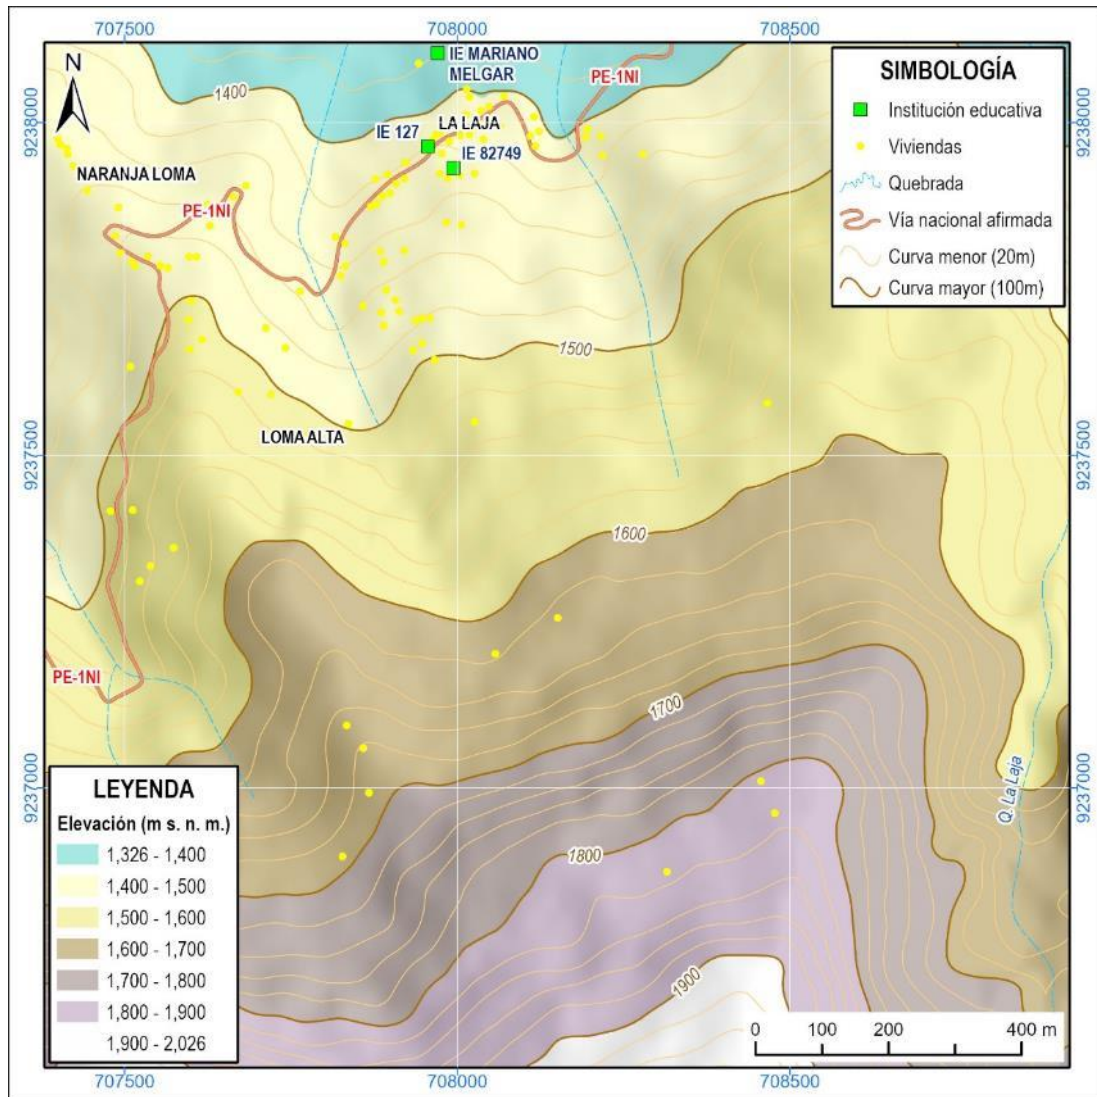 707500
708000
708500
N
9238000
9238000
1400
IE MARIANO
MELGAR
PE-1NI
IE 127
LA LAJA
IE 82749
NARANJA LOMA
PE-1NI
SIMBOLOGÍA
Institución educativa
Viviendas
Quebrada
Vía nacional afirmada
Curva menor (20m)
Curva mayor (100m)
1500
LOMA ALTA
9237500
9237500
1600
PE-1NI
1700
9237000
9237000
Q. La Laja
1800
1900
LEYENDA
Elevación (m s. n. m.)
1,326 - 1,400
1,400 - 1,500
1,500 - 1,600
1,600 - 1,700
1,700 - 1,800
1,800 - 1,900
1,900 - 2,026
0 100 200 400 m
707500
708000
708500